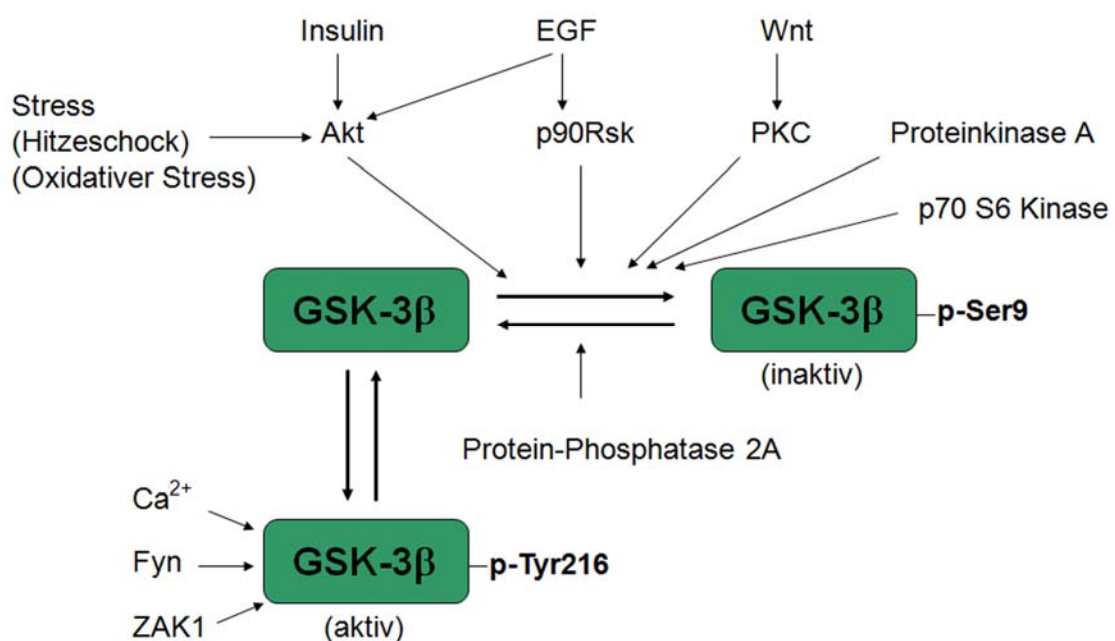 Insulin
EGF
Wnt
Stress
(Hitzeschock)
(Oxidativer Stress)
Akt
p90Rsk
PKC
Proteinkinase A
p70 S6 Kinase
GSK-3β
GSK-3β
p-Ser9
(inaktiv)
Protein-Phosphatase 2A
Ca²⁺
Fyn
ZAK1
GSK-3β
p-Tyr216
(aktiv)